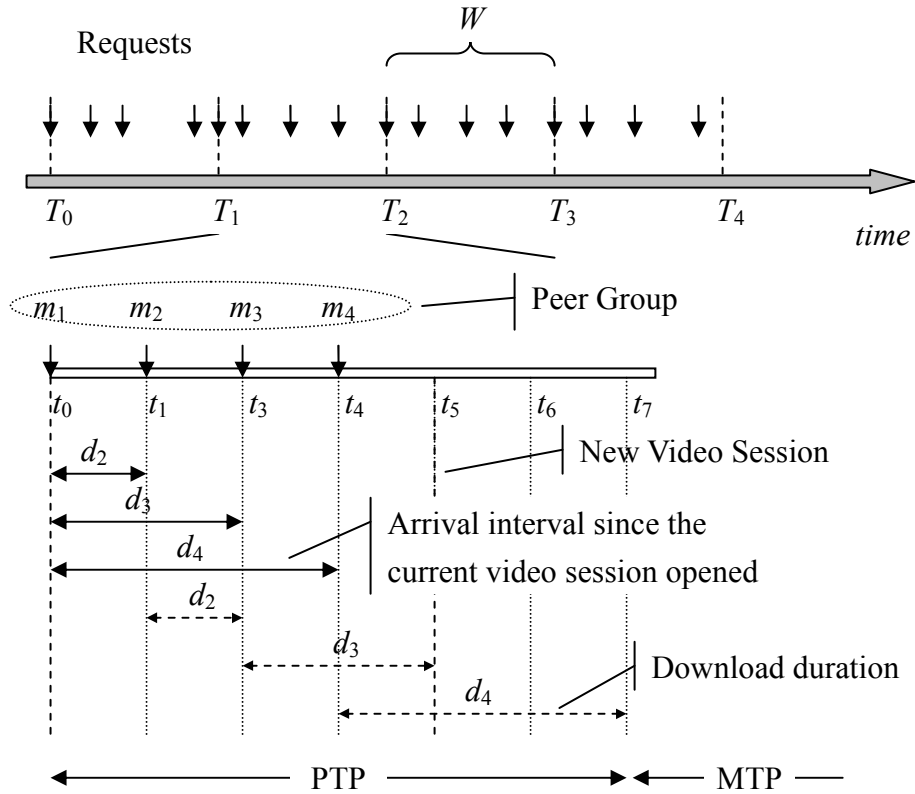 W
Requests
T0 T1 T2 T3 T4
time
m1 m2 m3 m4
Peer Group
t0 t1 t3 t4 t5 t6 t7
d2
New Video Session
d3
Arrival interval since the
d4
current video session opened
d2
d3
Download duration
d4
PTP MTP